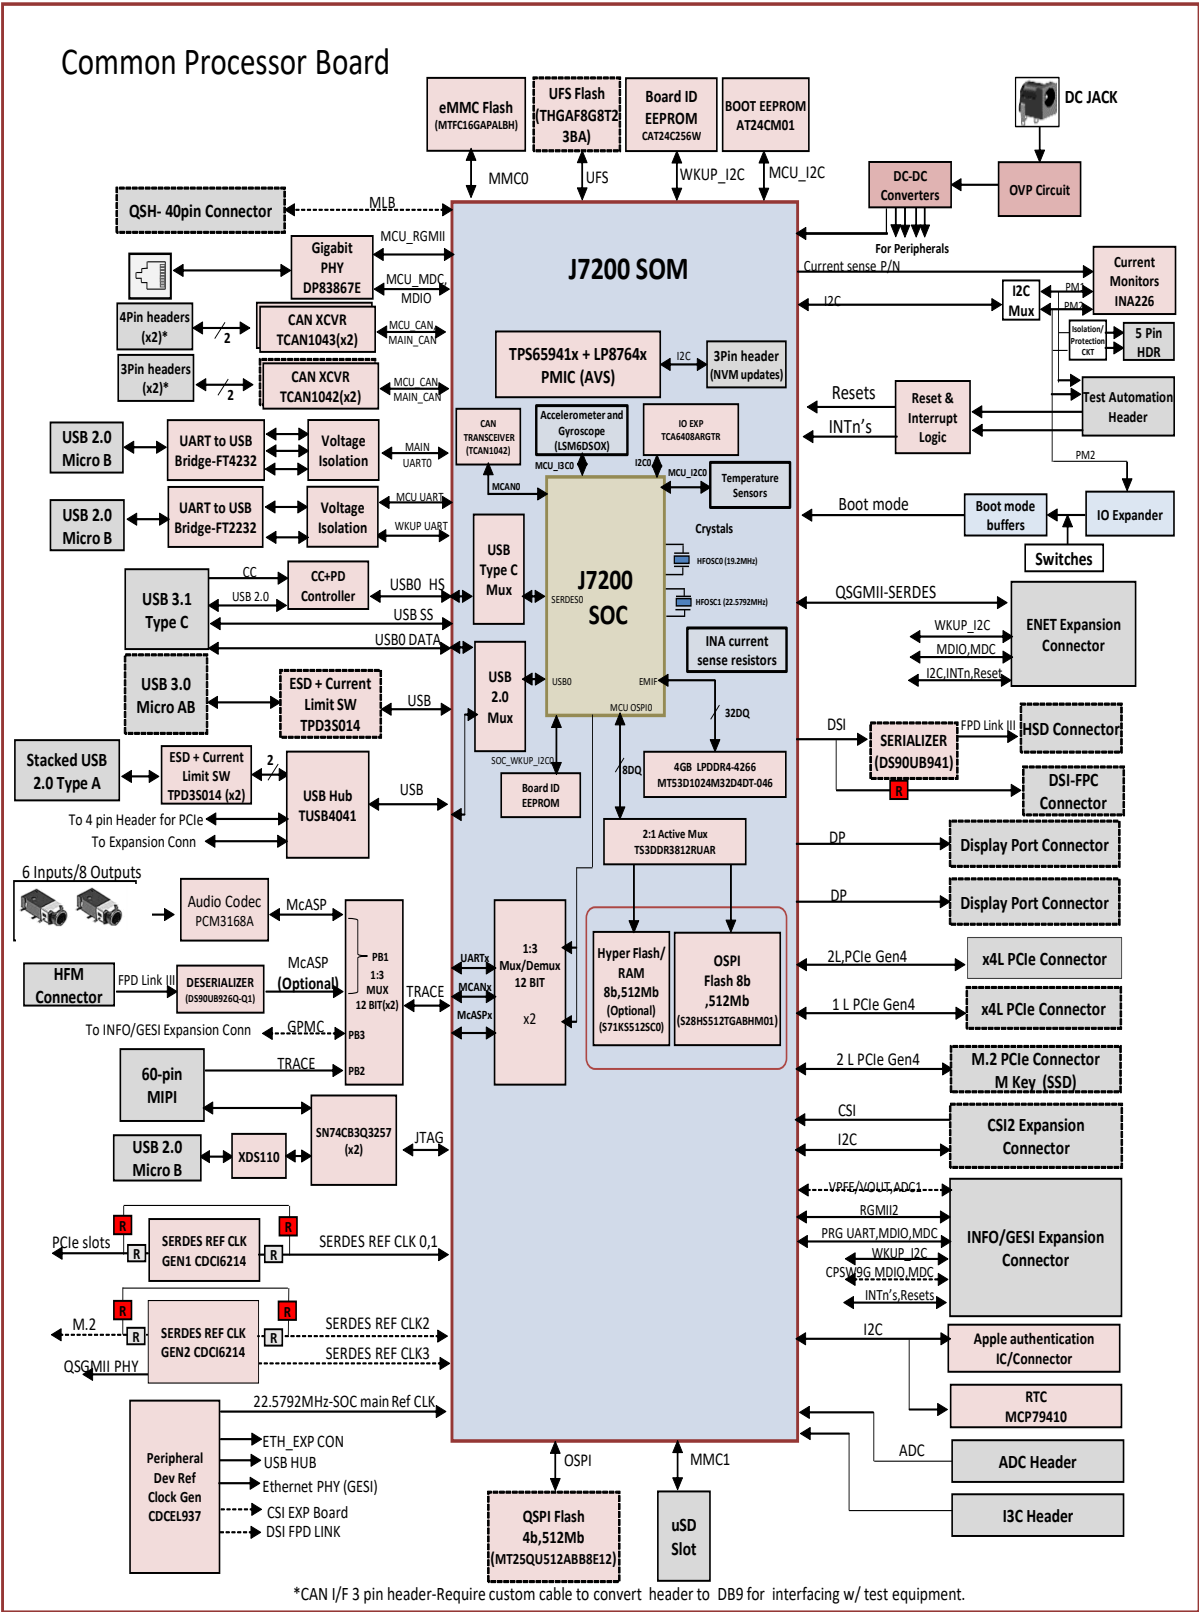 Common Processor Board
eMMC Flash
(MTFC16GAPALBH)
UFS Flash
(THGAF8G8T2
3BA)
Board ID
EEPROM
CAT24C256W
BOOT EEPROM
AT24CM01
DC JACK
MMC0
UFS
WKUP_I2C
MCU_I2C
DC-DC
Converters
OVP Circuit
For Peripherals
QSH- 40pin Connector
MLB
Gigabit
PHY
DP83867E
MCU_RGMII
MCU_MDC,
MDIO
J7200 SOM
Current sense P/N
Current
Monitors
INA226
I2C
I2C
Mux
PM1
PM2
Isolation/
Protection
CKT
5 Pin
HDR
4Pin headers
(x2)*
2
CAN XCVR
TCAN1043(x2)
MCU_CAN
MAIN_CAN
3Pin headers
(x2)*
2
CAN XCVR
TCAN1042(x2)
MCU_CAN
MAIN_CAN
TPS65941x + LP8764x
PMIC (AVS)
I2C
3Pin header
(NVM updates)
Resets
INTn's
Reset &
Interrupt
Logic
Test Automation
Header
PM2
USB 2.0
Micro B
UART to USB
Bridge-FT4232
Voltage
Isolation
MAIN
UART0
CAN
TRANSCEIVER
(TCAN1042)
Accelerometer and
Gyroscope
(LSM6DSOX)
IO EXP
TCA6408ARGTR
MCU_I3C0
I2C0
MCU_I2C0
Temperature
Sensors
MCAN0
USB 2.0
Micro B
UART to USB
Bridge-FT2232
Voltage
Isolation
MCU UART
WKUP UART
Boot mode
Boot mode
buffers
IO Expander
Switches
Crystals
HFOSC0 (19.2MHz)
HFOSC1 (22.5792MHz)
USB
Type C
Mux
J7200
SOC
SERDES0
USB 3.1
Type C
CC
USB 2.0
CC+PD
Controller
USB0 HS
USB SS
USB0 DATA
QSGMII-SERDES
WKUP_I2C
MDIO,MDC
I2C,INTn,Reset
ENET Expansion
Connector
INA current
sense resistors
USB 3.0
Micro AB
ESD + Current
Limit SW
TPD3S014
USB
USB
2.0
Mux
USB0
EMIF
MCU OSPI0
32DQ
8DQ
DSI
SERIALIZER
(DS90UB941)
FPD Link III
HSD Connector
R
DSI-FPC
Connector
Stacked USB
2.0 Type A
ESD + Current
Limit SW
TPD3S014 (x2)
2
USB Hub
TUSB4041
USB
To 4 pin Header for PCIe
To Expansion Conn
SOC_WKUP_I2C0
Board ID
EEPROM
4GB LPDDR4-4266
MT53D1024M32D4DT-046
2:1 Active Mux
TS3DDR3812RUAR
DP
Display Port Connector
DP
Display Port Connector
6 Inputs/8 Outputs
Audio Codec
PCM3168A
McASP
HFM
Connector
FPD Link III
DESERIALIZER
(DS90UB926Q-Q1)
McASP
(Optional)
PB1
1:3
MUX
12 BIT(x2)
PB3
PB2
TRACE
To INFO/GESI Expansion Conn
GPMC
60-pin
MIPI
TRACE
UARTx
MCANx
McASPx
1:3
Mux/Demux
12 BIT
x2
Hyper Flash/
RAM
8b,512Mb
(Optional)
(S71KS512SC0)
OSPI
Flash 8b
,512Mb
(S28HS512TGABHM01)
2L,PCIe Gen4
x4L PCIe Connector
1 L PCIe Gen4
x4L PCIe Connector
2 L PCIe Gen4
M.2 PCIe Connector
M Key (SSD)
CSI
I2C
CSI2 Expansion
Connector
USB 2.0
Micro B
XDS110
SN74CB3Q3257
(x2)
JTAG
VPFE/VOUT,ADC1
RGMII2
PRG UART,MDIO,MDC
WKUP_I2C
CPSW9G MDIO,MDC
INTn's,Resets
INFO/GESI Expansion
Connector
R
R
PCIe slots
R
SERDES REF CLK
GEN1 CDCI6214
R
SERDES REF CLK 0,1
R
R
M.2
R
SERDES REF CLK
GEN2 CDCI6214
R
SERDES REF CLK2
SERDES REF CLK3
QSGMII PHY
I2C
Apple authentication
IC/Connector
RTC
MCP79410
22.5792MHz-SOC main Ref CLK
Peripheral
Dev Ref
Clock Gen
CDCEL937
ETH_EXP CON
USB HUB
Ethernet PHY (GESI)
CSI EXP Board
DSI FPD LINK
ADC
ADC Header
I3C Header
OSPI
MMC1
QSPI Flash
4b,512Mb
(MT25QU512ABB8E12)
uSD
Slot
*CAN I/F 3 pin header-Require custom cable to convert header to DB9 for interfacing w/ test equipment.